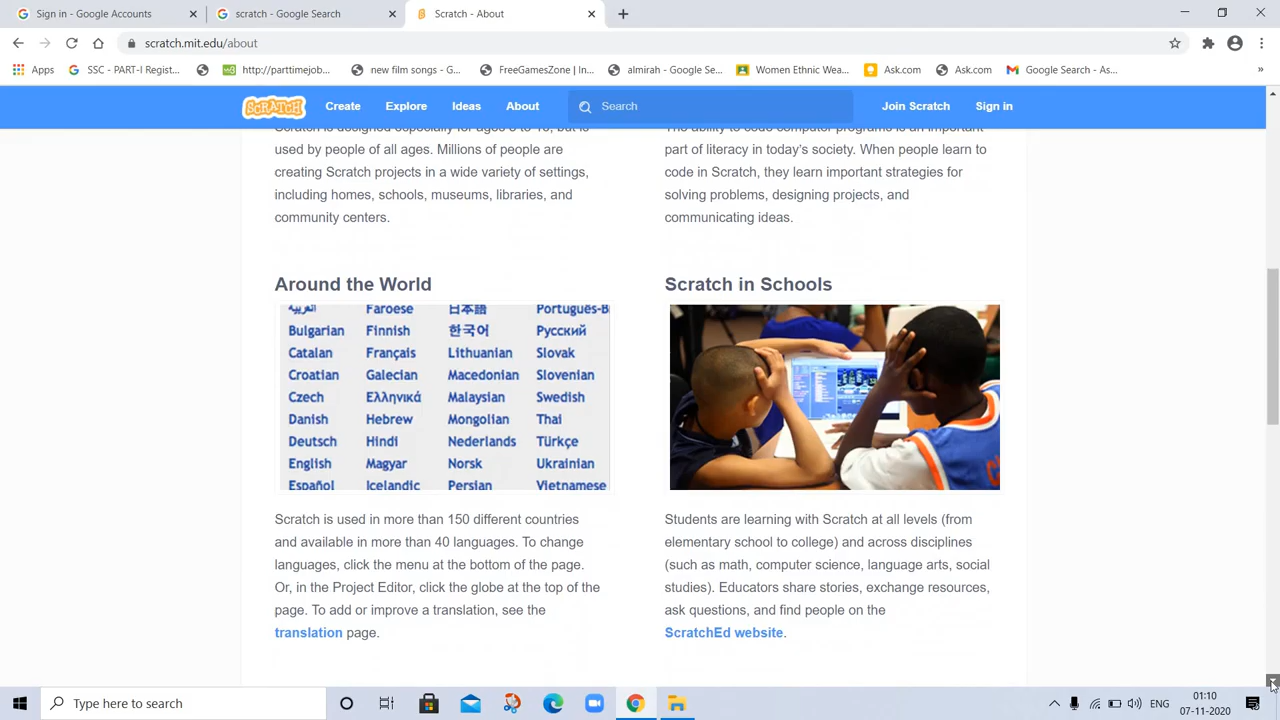 Sign in - Google Accounts
scratch - Google Search
Scratch - About
scratch.mit.edu/about
Apps
SSC - PART-I Regist...
http://parttimejob...
new film songs - G...
FreeGamesZone | In...
almirah - Google Se...
Women Ethnic Wea...
Ask.com
Ask.com
Google Search - As...
»
SCRATCH
Create
Explore
Ideas
About
Search
Join Scratch
Sign in
used by people of all ages. Millions of people are
creating Scratch projects in a wide variety of settings,
including homes, schools, museums, libraries, and
community centers.
The ability to code computer programs is an important
part of literacy in today's society. When people learn to
code in Scratch, they learn important strategies for
solving problems, designing projects, and
communicating ideas.
Around the World
العربية Faroese 日本語 Português-B
Bulgarian Finnish 한국어 Русский
Catalan Français Lithuanian Slovak
Croatian Galecian Macedonian Slovenian
Czech Ελληνικά Malaysian Swedish
Danish Hebrew Mongolian Thai
Deutsch Hindi Nederlands Türkçe
English Magyar Norsk Ukrainian
Español Icelandic Persian Vietnamese
Scratch is used in more than 150 different countries
and available in more than 40 languages. To change
languages, click the menu at the bottom of the page.
Or, in the Project Editor, click the globe at the top of the
page. To add or improve a translation, see the
translation page.
Scratch in Schools
Students are learning with Scratch at all levels (from
elementary school to college) and across disciplines
(such as math, computer science, language arts, social
studies). Educators share stories, exchange resources,
ask questions, and find people on the
ScratchEd website.
Type here to search
ENG
01:10
07-11-2020